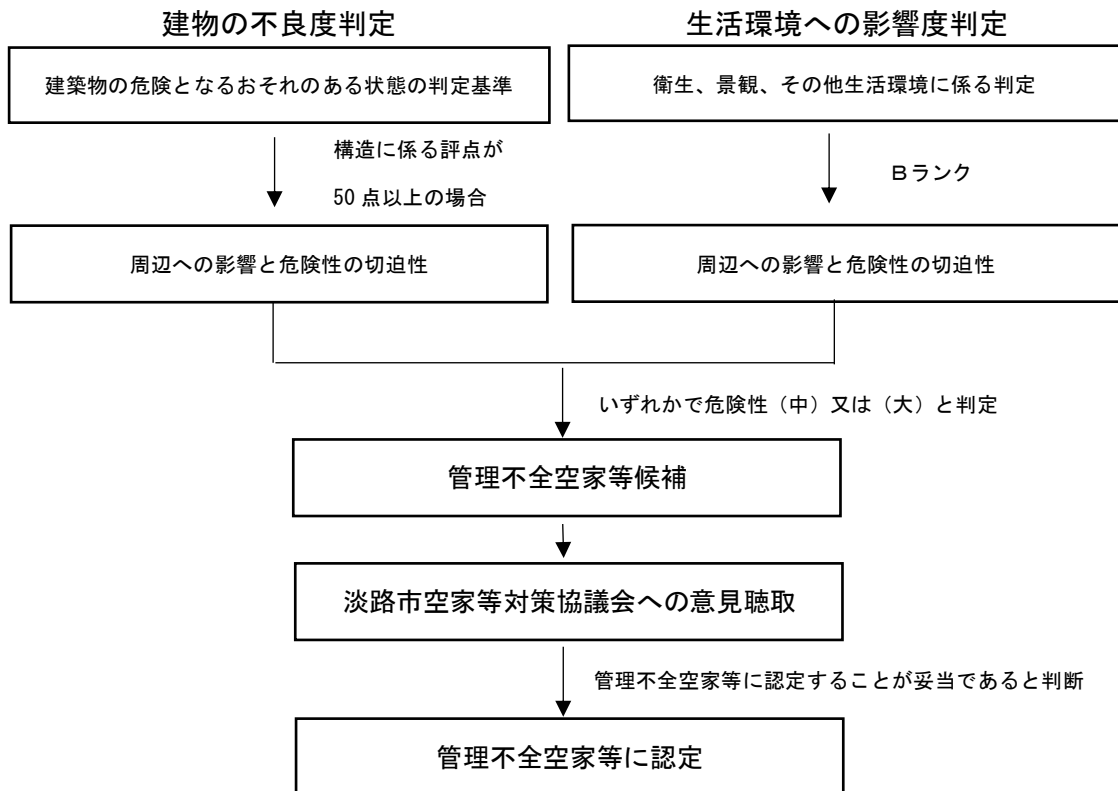 建物の不良度判定
生活環境への影響度判定
建築物の危険となるおそれのある状態の判定基準
衛生、景観、その他生活環境に係る判定
構造に係る評点が
50 点以上の場合
Bランク
周辺への影響と危険性の切迫性
周辺への影響と危険性の切迫性
いずれかで危険性（中）又は（大）と判定
管理不全空家等候補
淡路市空家等対策協議会への意見聴取
管理不全空家等に認定することが妥当であると判断
管理不全空家等に認定